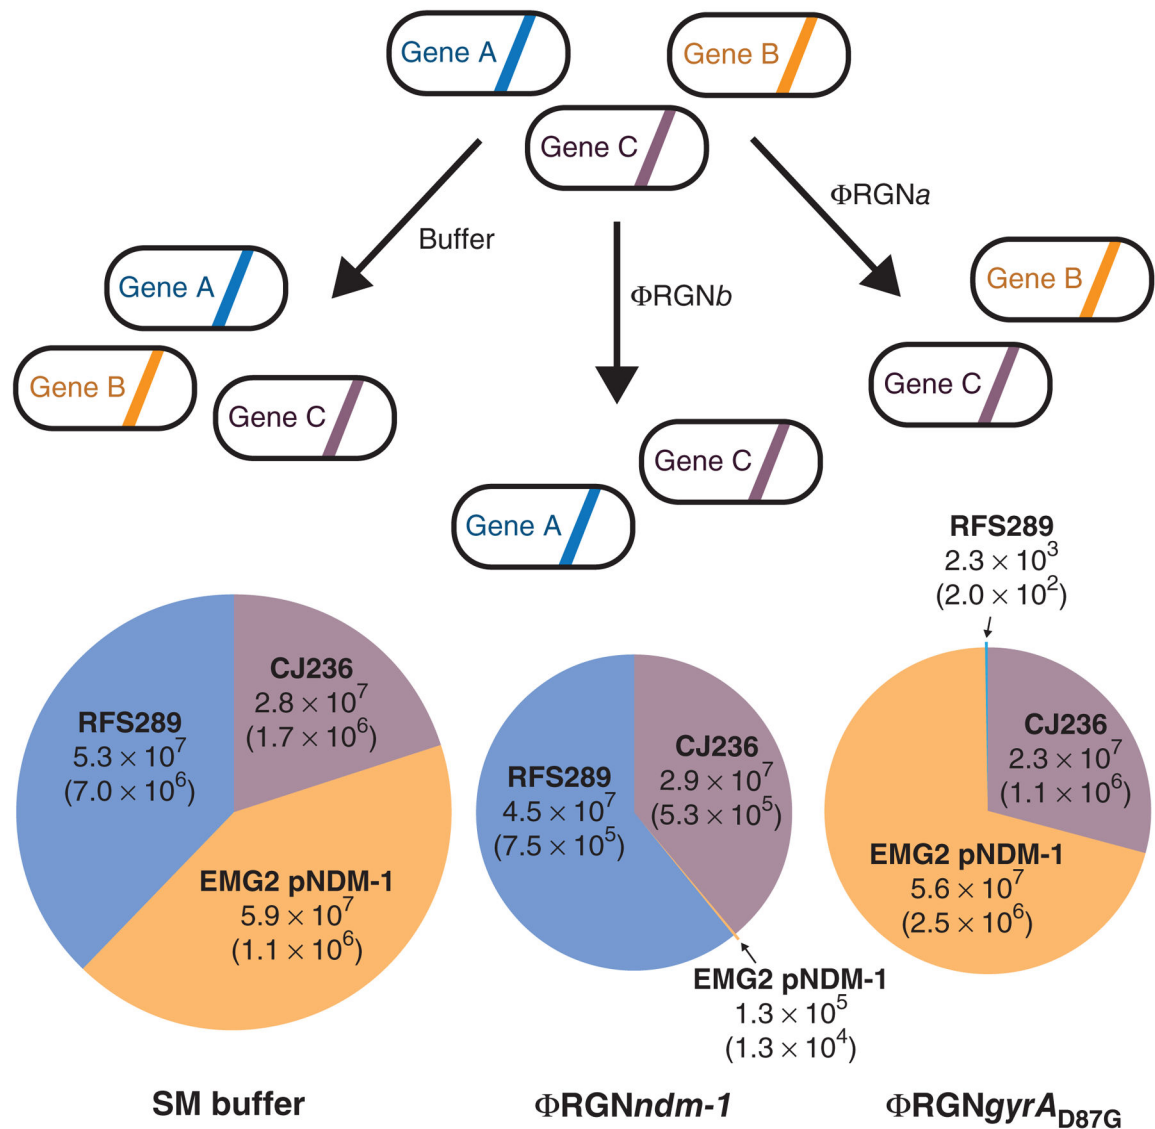 Gene A
Gene B
Gene C
Buffer
ΦRGNb
ΦRGNa
Gene A
Gene B
Gene C
Gene C
Gene A
Gene B
Gene C
RFS289
2.3 × 10³
(2.0 × 10²)
CJ236
2.8 × 10⁷
(1.7 × 10⁶)
RFS289
5.3 × 10⁷
(7.0 × 10⁶)
EMG2 pNDM-1
5.9 × 10⁷
(1.1 × 10⁶)
SM buffer
CJ236
2.9 × 10⁷
(5.3 × 10⁵)
RFS289
4.5 × 10⁷
(7.5 × 10⁵)
EMG2 pNDM-1
1.3 × 10⁵
(1.3 × 10⁴)
ΦRGNndm-1
CJ236
2.3 × 10⁷
(1.1 × 10⁶)
EMG2 pNDM-1
5.6 × 10⁷
(2.5 × 10⁶)
ΦRGNgyrA D87G